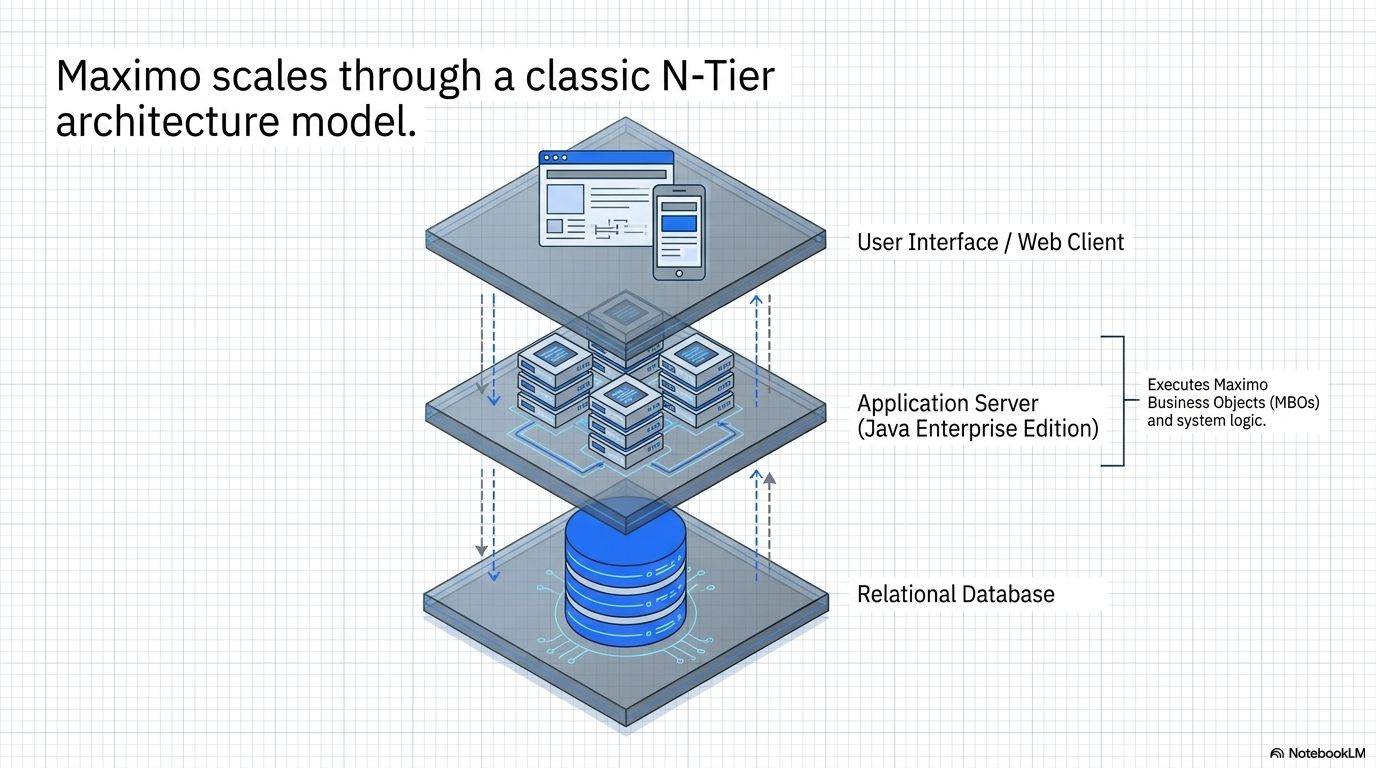 Maximo scales through a classic N-Tier
architecture model.
User Interface / Web Client
Application Server
(Java Enterprise Edition)
Executes Maximo
Business Objects (MBOs)
and system logic.
Relational Database
NotebookLM